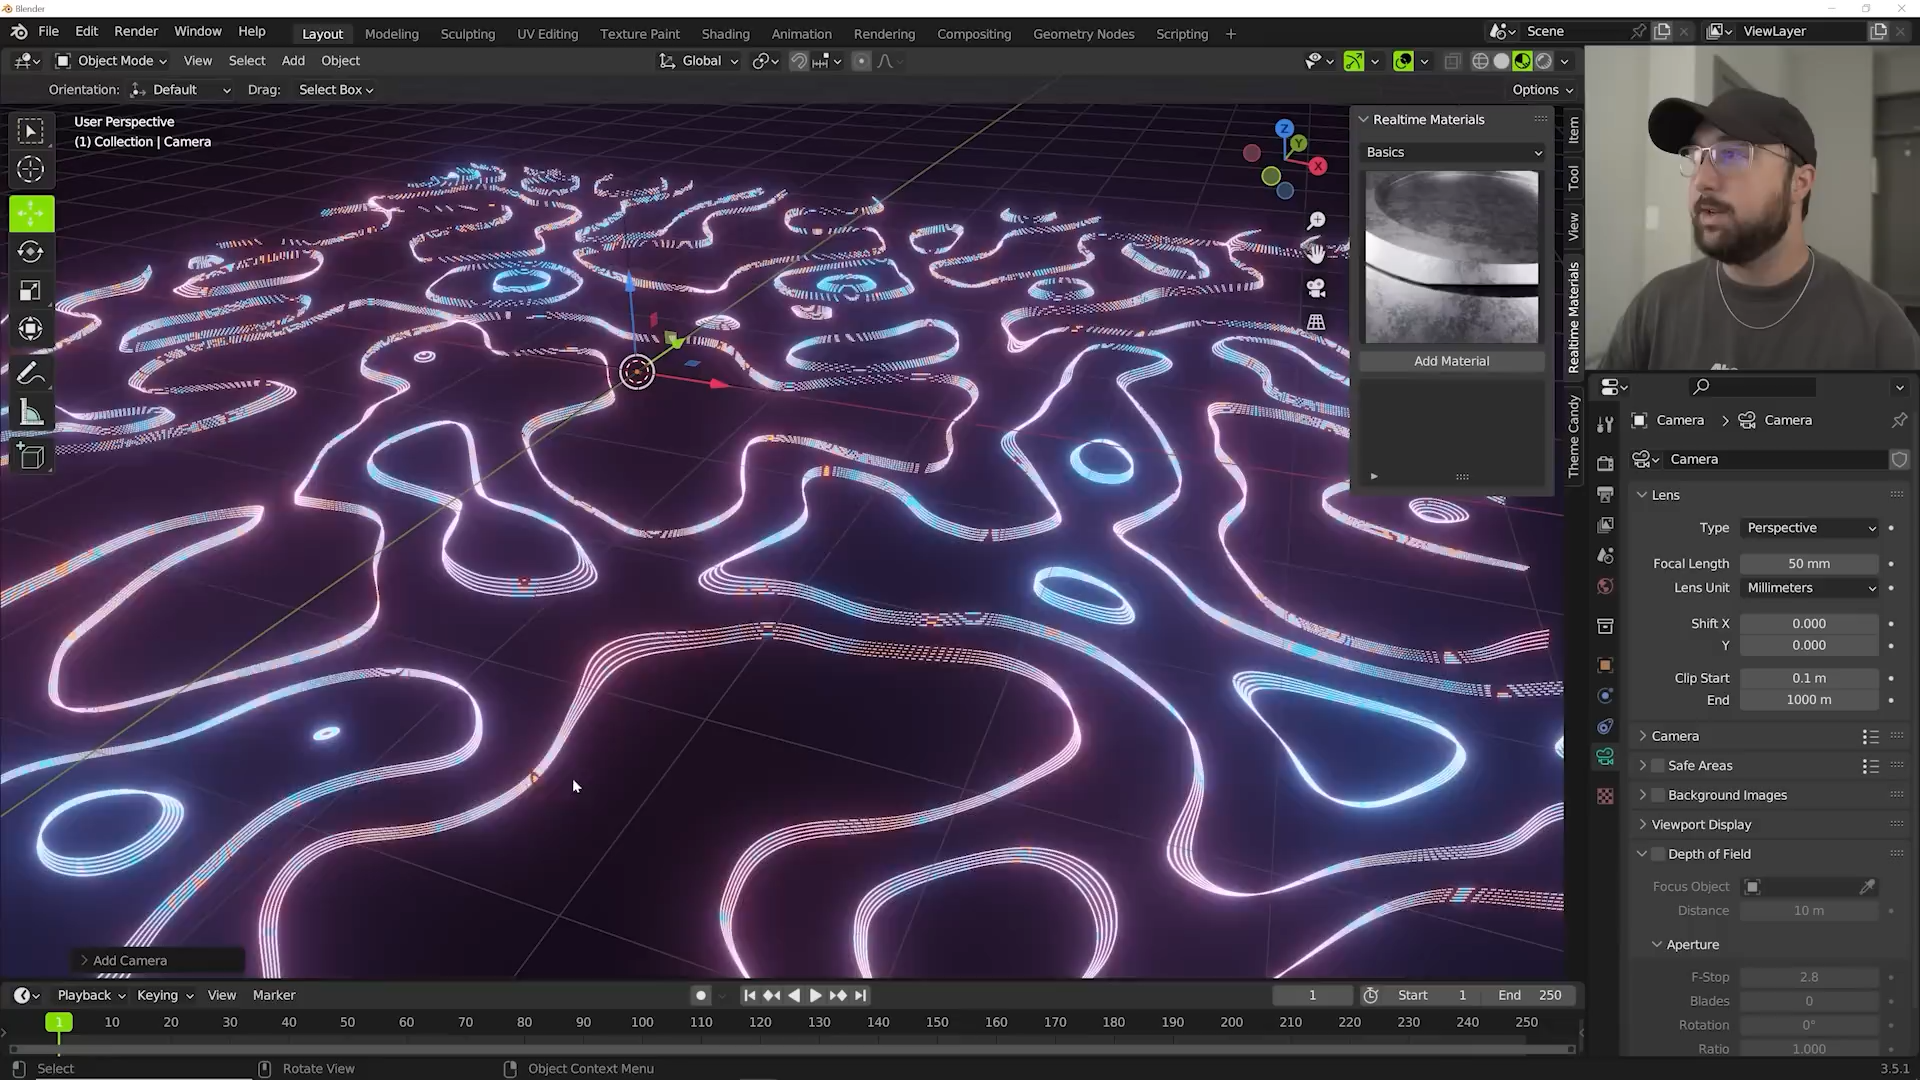 Blender
File Edit Render Window Help Layout Modeling Sculpting UV Editing Texture Paint Shading Animation Rendering Compositing Geometry Nodes Scripting + Scene ViewLayer
Object Mode View Select Add Object Global
Orientation: Default Drag: Select Box Options
User Perspective
(1) Collection | Camera
Z
Y
X
Realtime Materials
Basics
Add Material
Item
Tool
View
Realtime Materials
Theme Candy
Camera > Camera
Camera
Lens
Type Perspective
Focal Length 50 mm
Lens Unit Millimeters
Shift X 0.000
Y 0.000
Clip Start 0.1 m
End 1000 m
Camera
Safe Areas
Background Images
Viewport Display
Depth of Field
Focus Object
Distance 10 m
Aperture
F-Stop 2.8
Blades 0
Rotation 0°
Ratio 1.000
Add Camera
Playback Keying View Marker 1 Start 1 End 250
1 10 20 30 40 50 60 70 80 90 100 110 120 130 140 150 160 170 180 190 200 210 220 230 240 250
Select Rotate View Object Context Menu 3.5.1